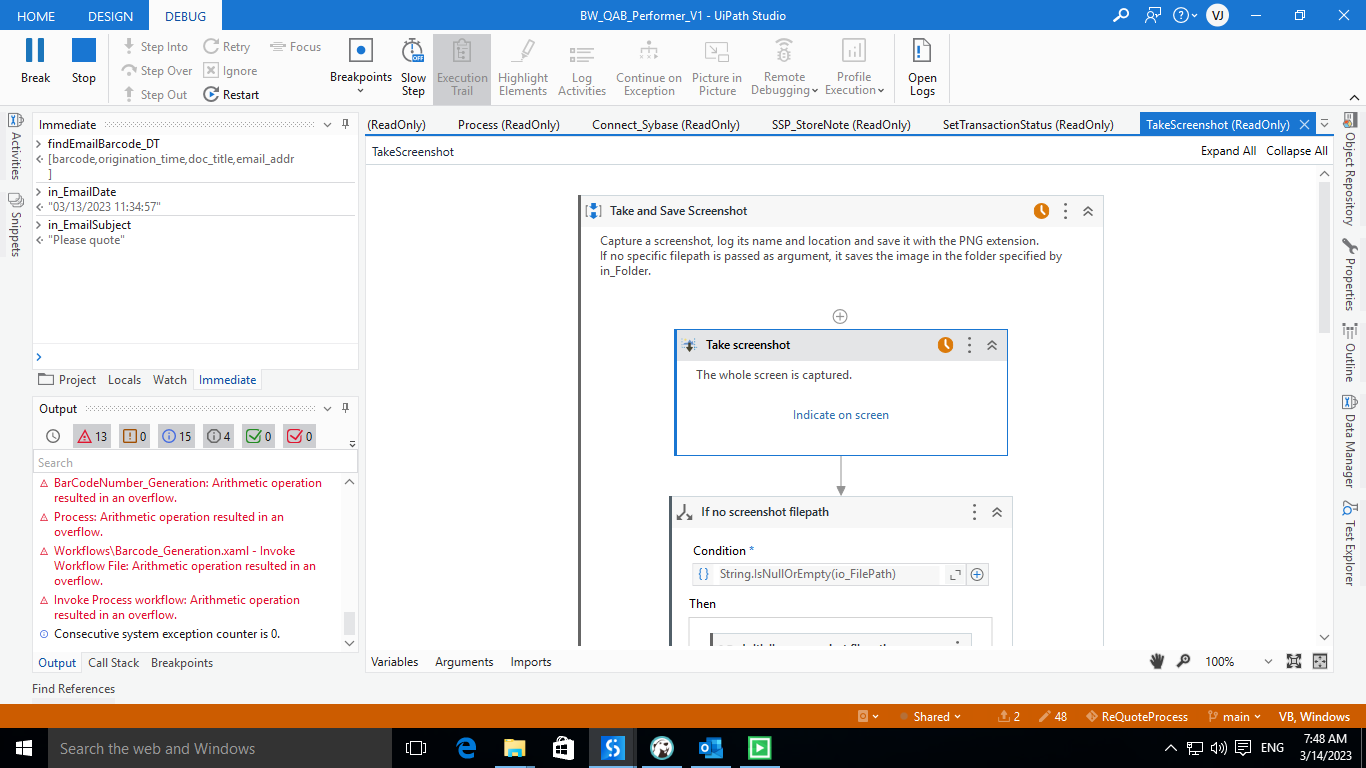 HOME DESIGN DEBUG
BW_QAB_Performer_V1 - UiPath Studio
VJ
Break
Stop
Step Into
Step Over
Step Out
Retry
Ignore
Restart
Focus
Breakpoints
Slow
Step
Execution
Trail
Highlight
Elements
Log
Activities
Continue on
Exception
Picture in
Picture
Remote
Debugging
Profile
Execution
Open
Logs
Activities
Snippets
Immediate
findEmailBarcode_DT
[barcode,origination_time,doc_title,email_addr
]
in_EmailDate
"03/13/2023 11:34:57"
in_EmailSubject
"Please quote"
Project Locals Watch Immediate
Output
13 0 15 4 0 0
Search
BarCodeNumber_Generation: Arithmetic operation
resulted in an overflow.
Process: Arithmetic operation resulted in an
overflow.
Workflows\Barcode_Generation.xaml - Invoke
Workflow File: Arithmetic operation resulted in an
overflow.
Invoke Process workflow: Arithmetic operation
resulted in an overflow.
Consecutive system exception counter is 0.
Output Call Stack Breakpoints
Find References
(ReadOnly) Process (ReadOnly) Connect_Sybase (ReadOnly) SSP_StoreNote (ReadOnly) SetTransactionStatus (ReadOnly) TakeScreenshot (ReadOnly)
TakeScreenshot
Expand All Collapse All
Take and Save Screenshot
Capture a screenshot, log its name and location and save it with the PNG extension.
If no specific filepath is passed as argument, it saves the image in the folder specified by
in_Folder.
Take screenshot
The whole screen is captured.
Indicate on screen
If no screenshot filepath
Condition *
String.IsNullOrEmpty(io_FilePath)
Then
Variables Arguments Imports
100%
Object Repository
Properties
Outline
Data Manager
Test Explorer
Shared 2 48 ReQuoteProcess main VB, Windows
Search the web and Windows
ENG
7:48 AM
3/14/2023